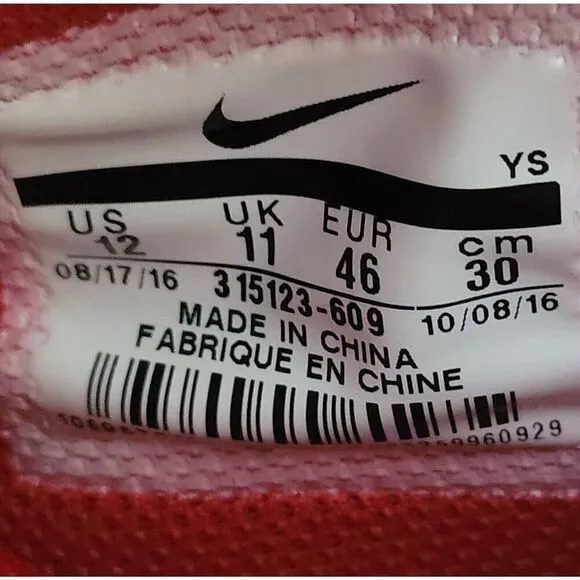 YS
US UK EUR cm
12 11 46 30
08/17/16 315123-609 10/08/16
MADE IN CHINA
FABRIQUE EN CHINE